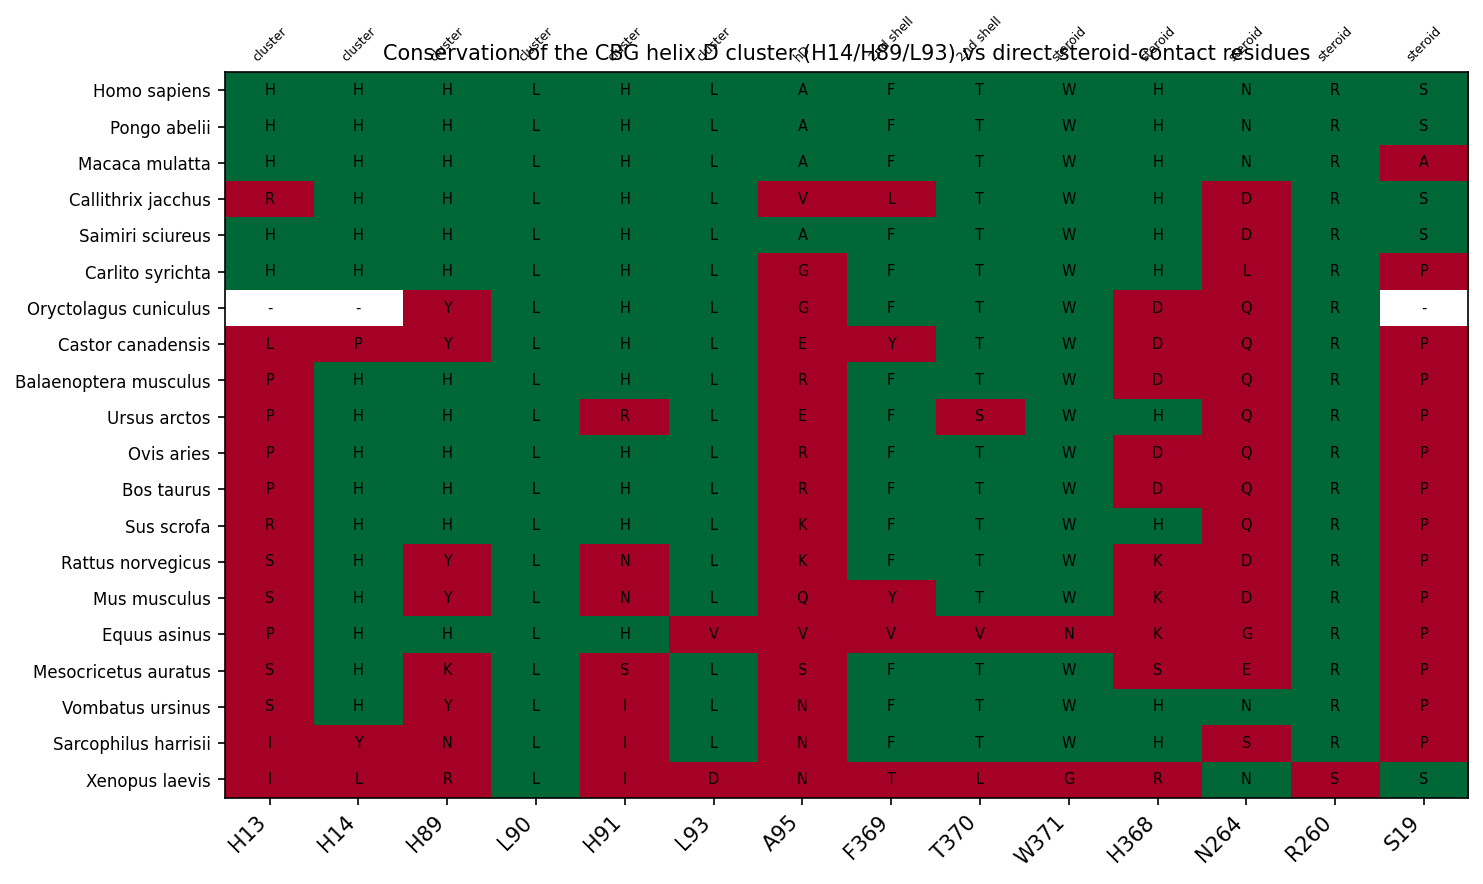 cluster cluster cluster cluster cluster cluster 2nd shell 2nd shell steroid steroid steroid steroid steroid
Conservation of the CBG helix D cluster (H14/H89/L93) vs direct steroid-contact residues
Homo sapiens H H H L H L A F T W H N R S
Pongo abelii H H H L H L A F T W H N R S
Macaca mulatta H H H L H L A F T W H N R A
Callithrix jacchus R H H L H L V L T W H D R S
Saimiri sciureus H H H L H L A F T W H D R S
Carlito syrichta H H H L H L G F T W H L R P
Oryctolagus cuniculus - - Y L H L G F T W D Q R -
Castor canadensis L P Y L H L E Y T W D Q R P
Balaenoptera musculus P H H L H L R F T W D Q R P
Ursus arctos P H H L R L E F S W H Q R P
Ovis aries P H H L H L R F T W D Q R P
Bos taurus P H H L H L R F T W D Q R P
Sus scrofa R H H L H L K F T W H Q R P
Rattus norvegicus S H Y L N L K F T W K D R P
Mus musculus S H Y L N L Q Y T W K D R P
Equus asinus P H H L H V V V V N K G R P
Mesocricetus auratus S H K L S L S F T W S E R P
Vombatus ursinus S H Y L I L N F T W H N R P
Sarcophilus harrisii I Y N L I L N F T W H S R P
Xenopus laevis I L R L I D N T L G R N S S
H13 H14 H89 L90 H91 L93 A95 F369 T370 W371 H368 N264 R260 S19